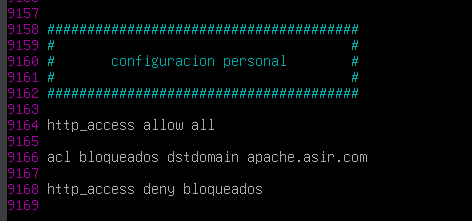 9157
9158 #######################################
9159 #                                     #
9160 #       configuracion personal        #
9161 #                                     #
9162 #######################################
9163
9164 http_access allow all
9165
9166 acl bloqueados dstdomain apache.asir.com
9167
9168 http_access deny bloqueados
9169